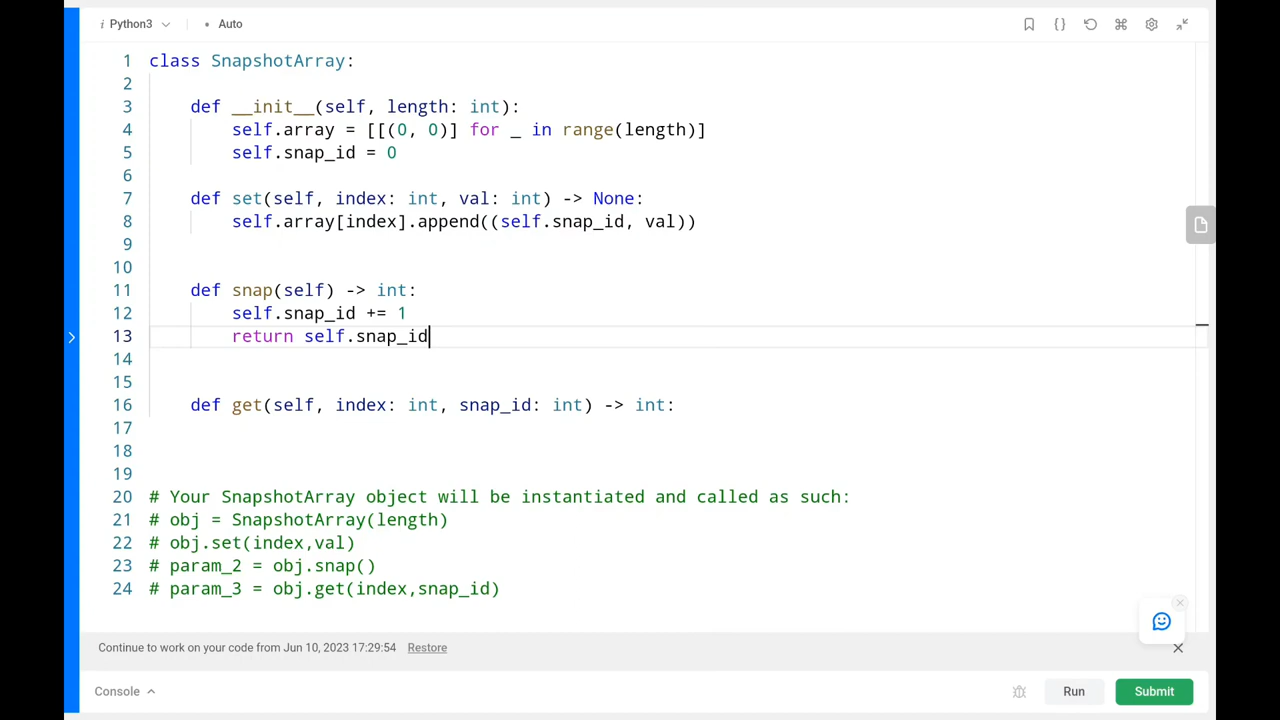 Python3
Auto
1 class SnapshotArray:
2
3     def __init__(self, length: int):
4         self.array = [[(0, 0)] for _ in range(length)]
5         self.snap_id = 0
6
7     def set(self, index: int, val: int) -> None:
8         self.array[index].append((self.snap_id, val))
9
10
11     def snap(self) -> int:
12         self.snap_id += 1
13         return self.snap_id
14
15
16     def get(self, index: int, snap_id: int) -> int:
17
18
19
20 # Your SnapshotArray object will be instantiated and called as such:
21 # obj = SnapshotArray(length)
22 # obj.set(index,val)
23 # param_2 = obj.snap()
24 # param_3 = obj.get(index,snap_id)
Continue to work on your code from Jun 10, 2023 17:29:54 Restore
Console
Run
Submit